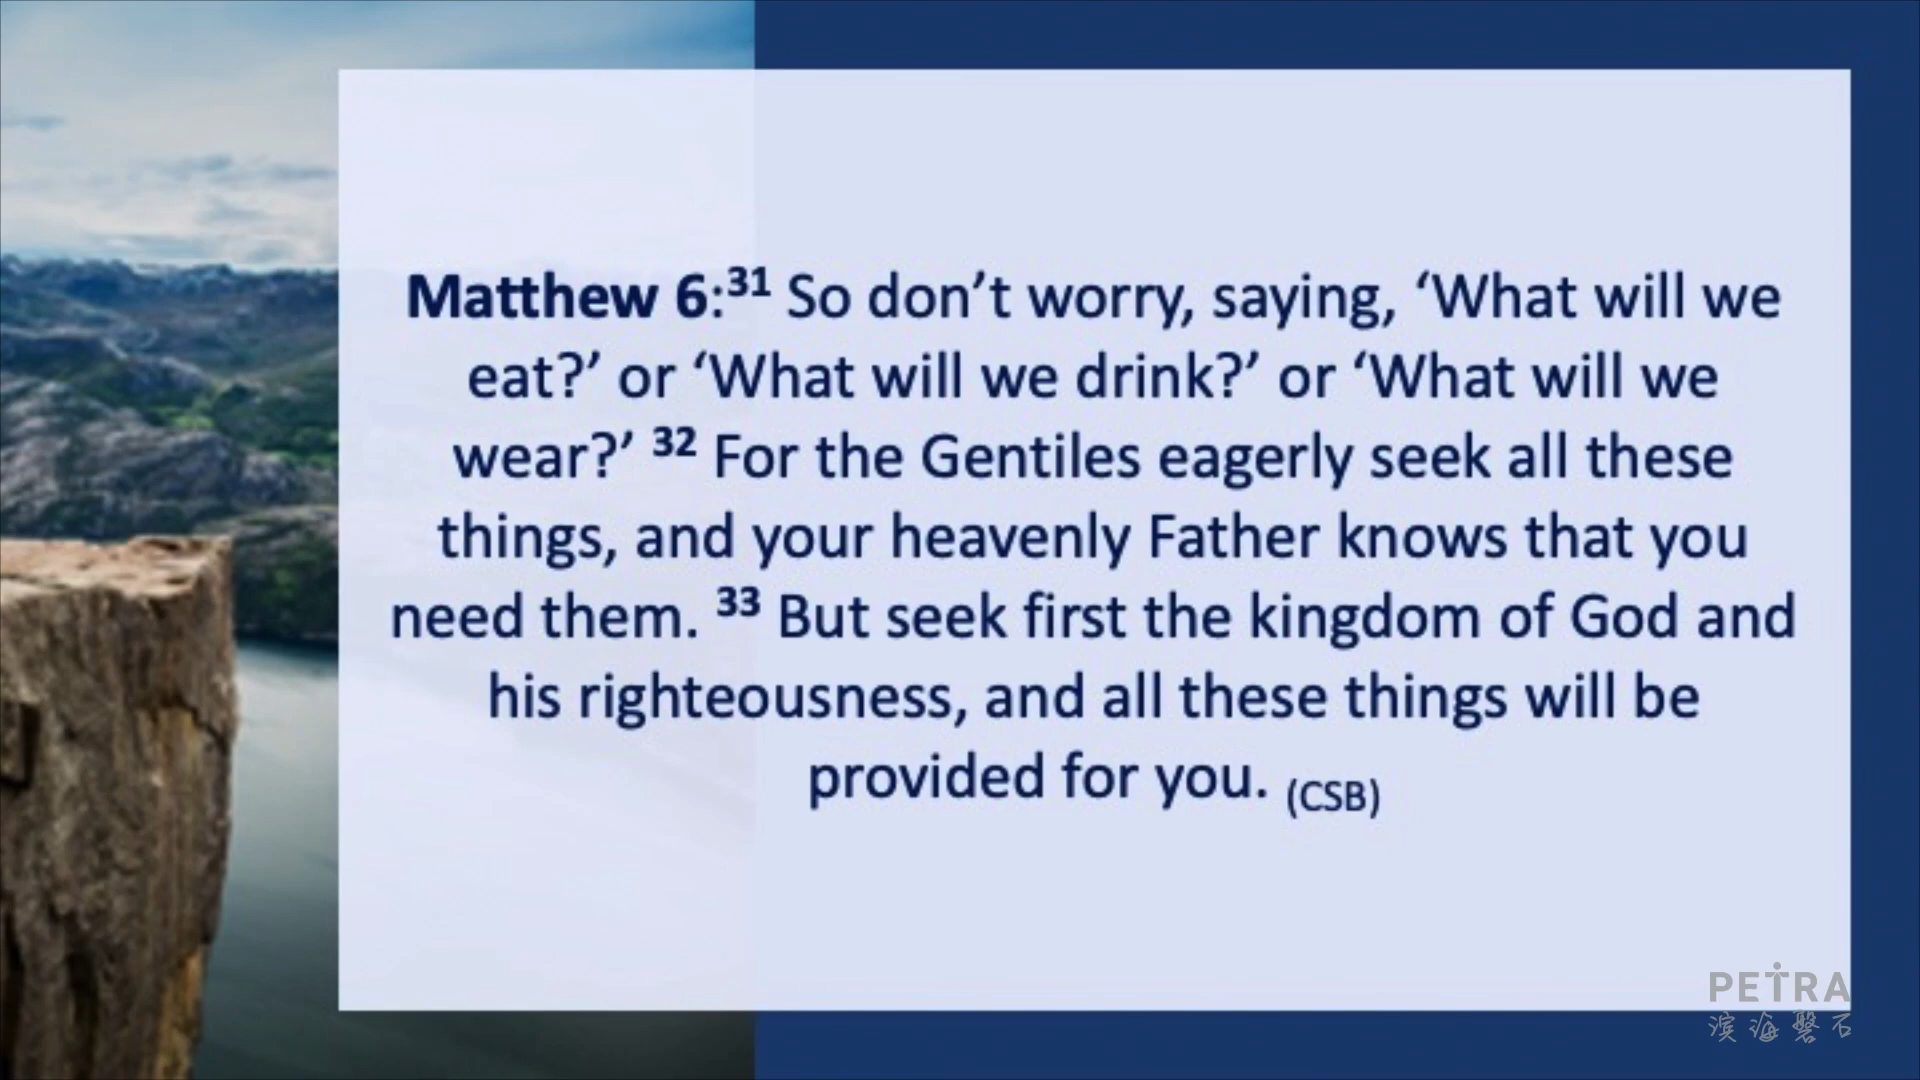 Matthew 6:31 So don’t worry, saying, ‘What will we
eat?’ or ‘What will we drink?’ or ‘What will we
wear?’ 32 For the Gentiles eagerly seek all these
things, and your heavenly Father knows that you
need them. 33 But seek first the kingdom of God and
his righteousness, and all these things will be
provided for you. (CSB)
PETRA
滨海磐石